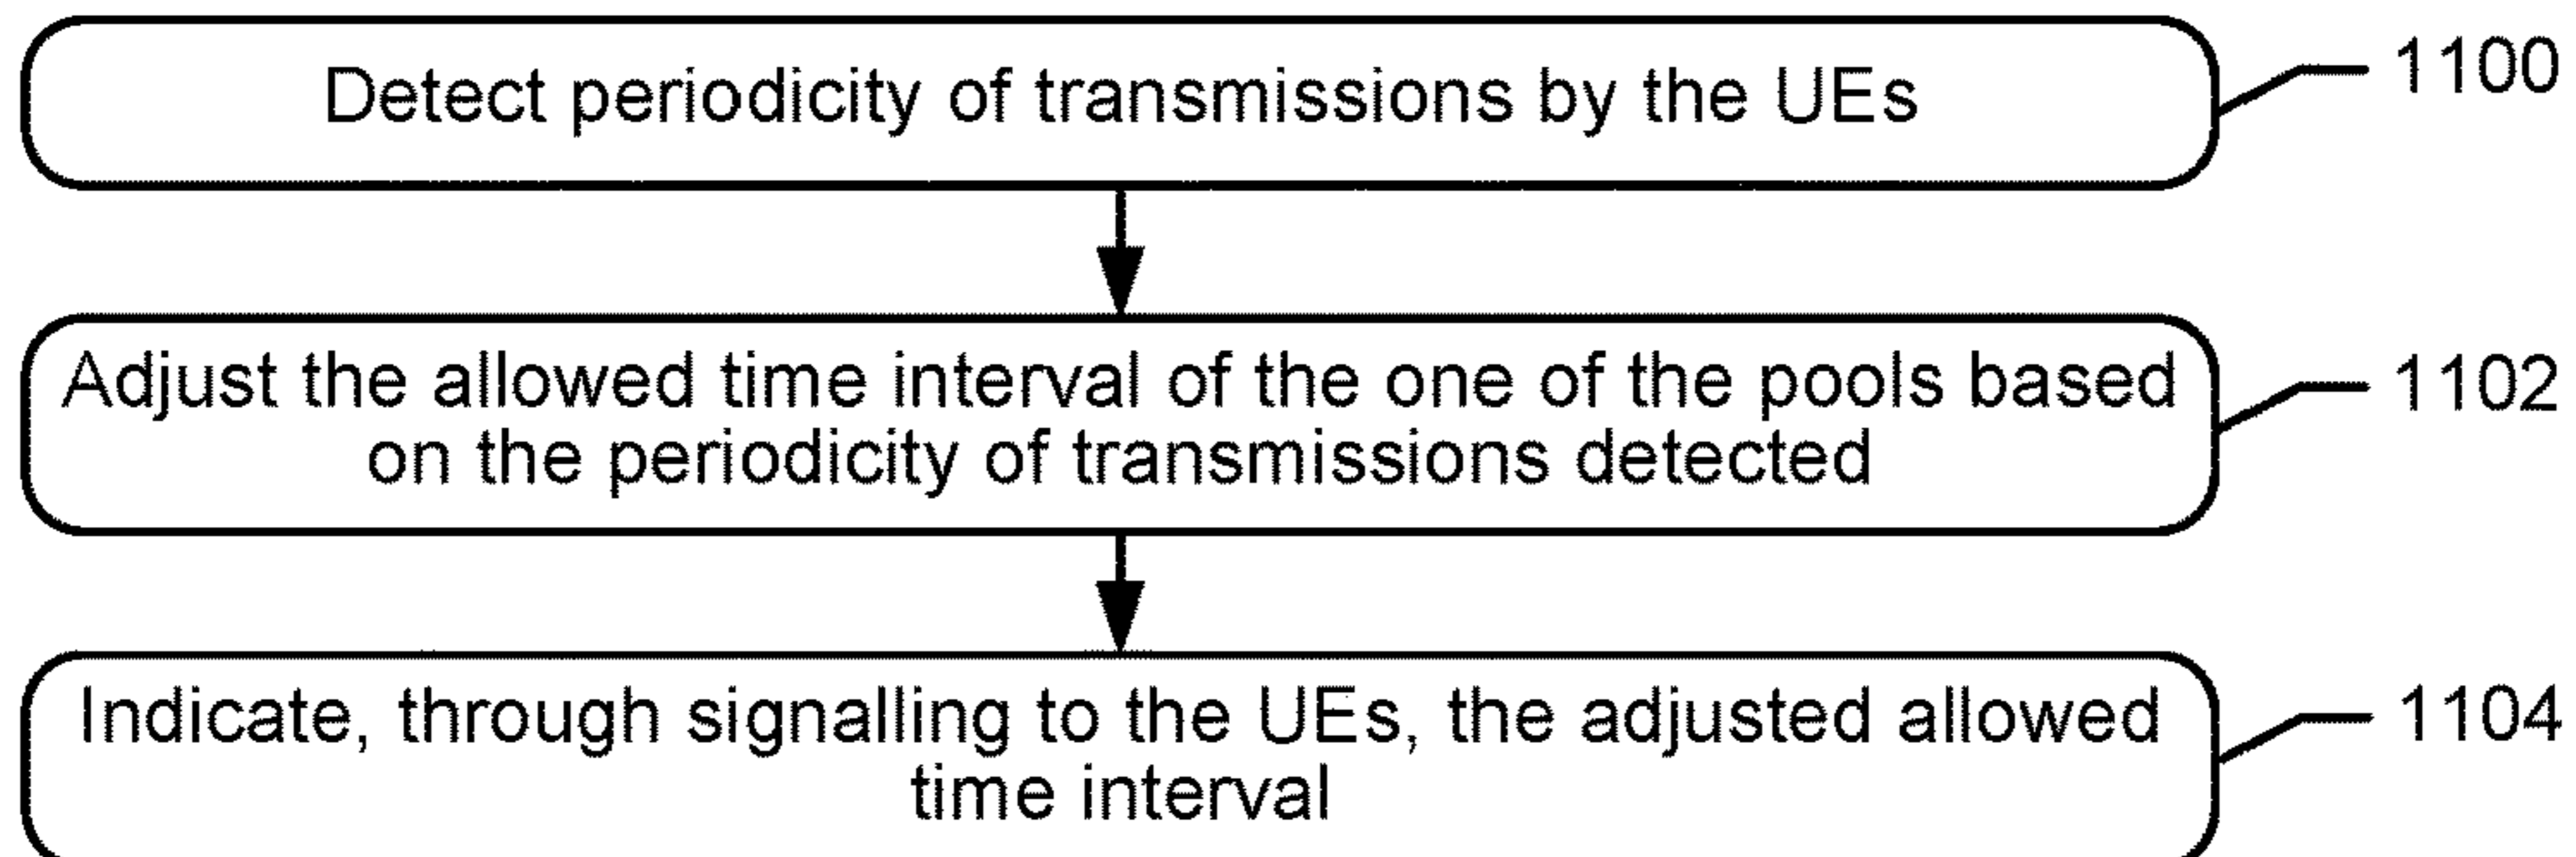 Detect periodicity of transmissions by the UEs
1100
Adjust the allowed time interval of the one of the pools based
on the periodicity of transmissions detected
1102
Indicate, through signalling to the UEs, the adjusted allowed
time interval
1104